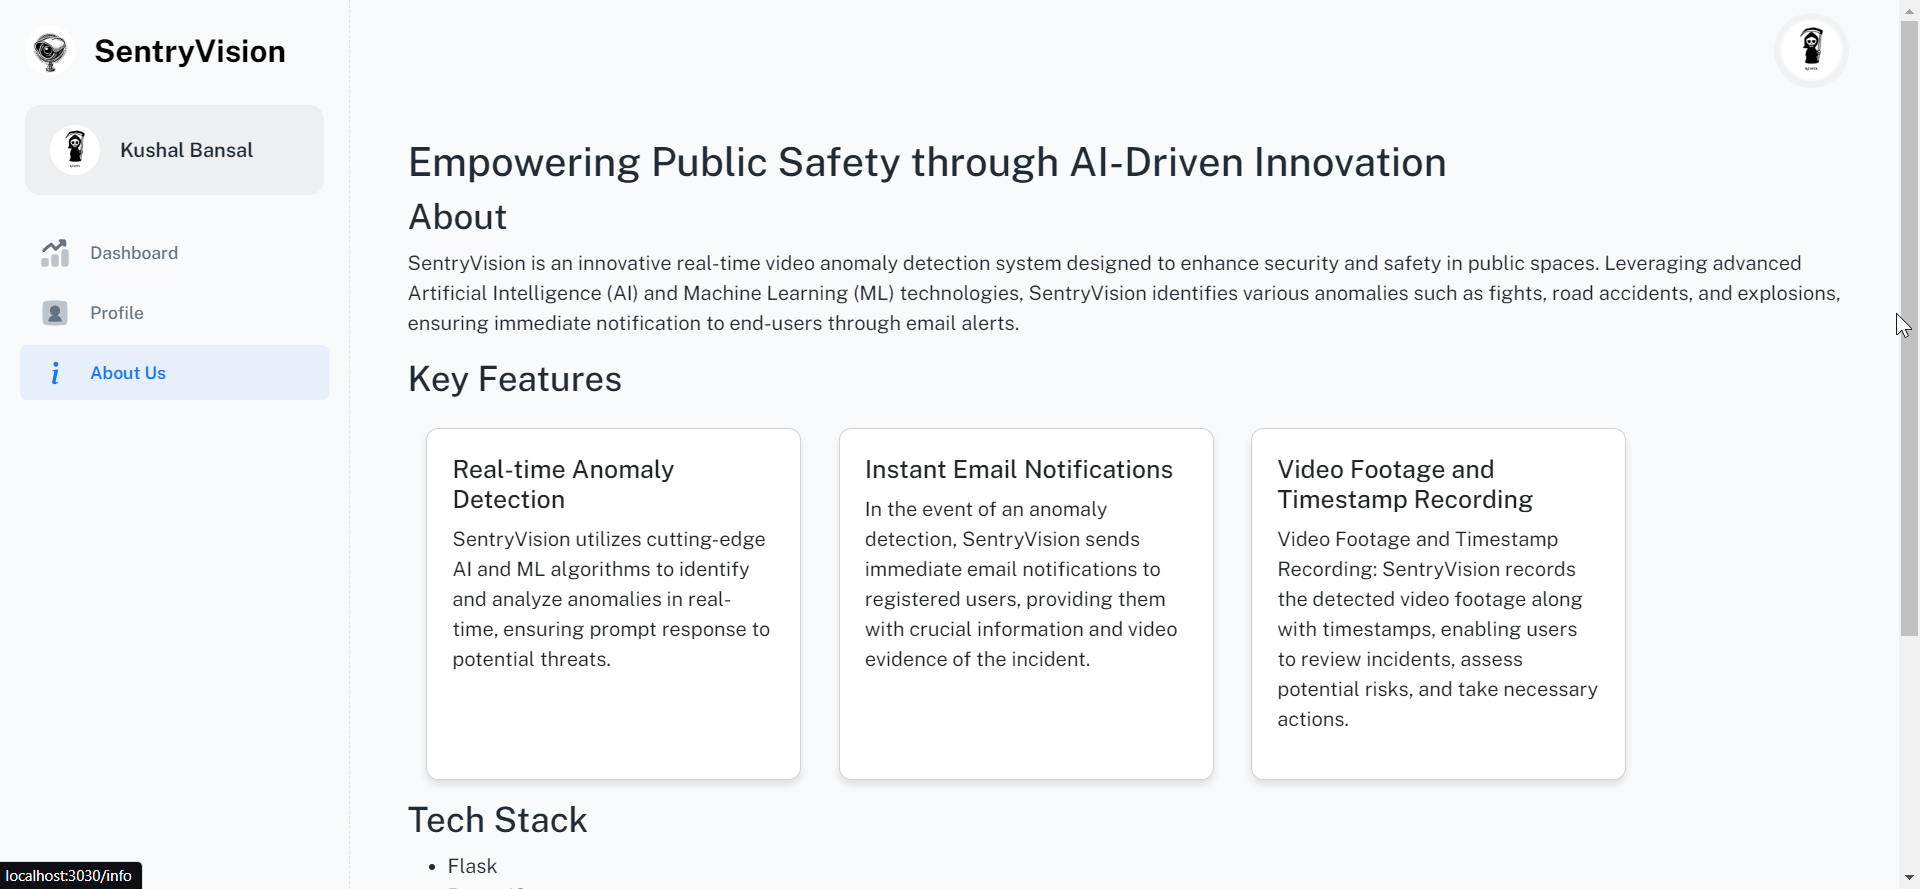 SentryVision
Kushal Bansal
Dashboard
Profile
About Us
Empowering Public Safety through AI-Driven Innovation
About
SentryVision is an innovative real-time video anomaly detection system designed to enhance security and safety in public spaces. Leveraging advanced
Artificial Intelligence (AI) and Machine Learning (ML) technologies, SentryVision identifies various anomalies such as fights, road accidents, and explosions,
ensuring immediate notification to end-users through email alerts.
Key Features
Real-time Anomaly
Detection
SentryVision utilizes cutting-edge
AI and ML algorithms to identify
and analyze anomalies in real-
time, ensuring prompt response to
potential threats.
Instant Email Notifications
In the event of an anomaly
detection, SentryVision sends
immediate email notifications to
registered users, providing them
with crucial information and video
evidence of the incident.
Video Footage and
Timestamp Recording
Video Footage and Timestamp
Recording: SentryVision records
the detected video footage along
with timestamps, enabling users
to review incidents, assess
potential risks, and take necessary
actions.
Tech Stack
• Flask
localhost:3030/info